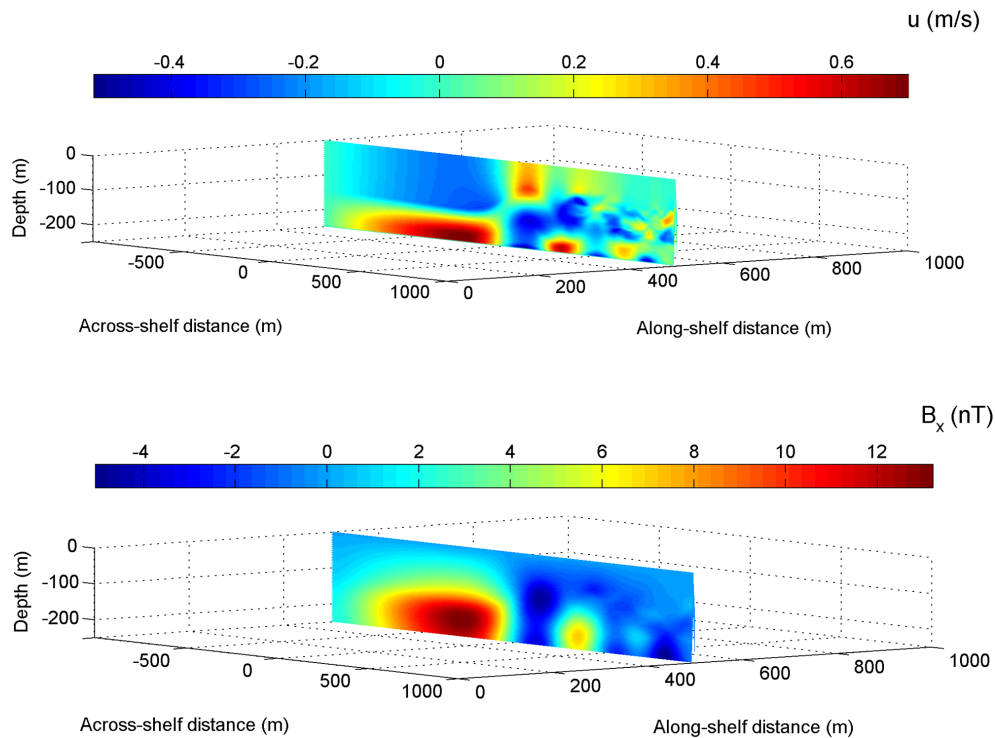 u (m/s)
-0.4 -0.2 0 0.2 0.4 0.6
Depth (m)
0
-100
-200
-500 0 500 1000
0 200 400 600 800 1000
Across-shelf distance (m)
Along-shelf distance (m)
Bx (nT)
-4 -2 0 2 4 6 8 10 12
Depth (m)
0
-100
-200
-500 0 500 1000
0 200 400 600 800 1000
Across-shelf distance (m)
Along-shelf distance (m)